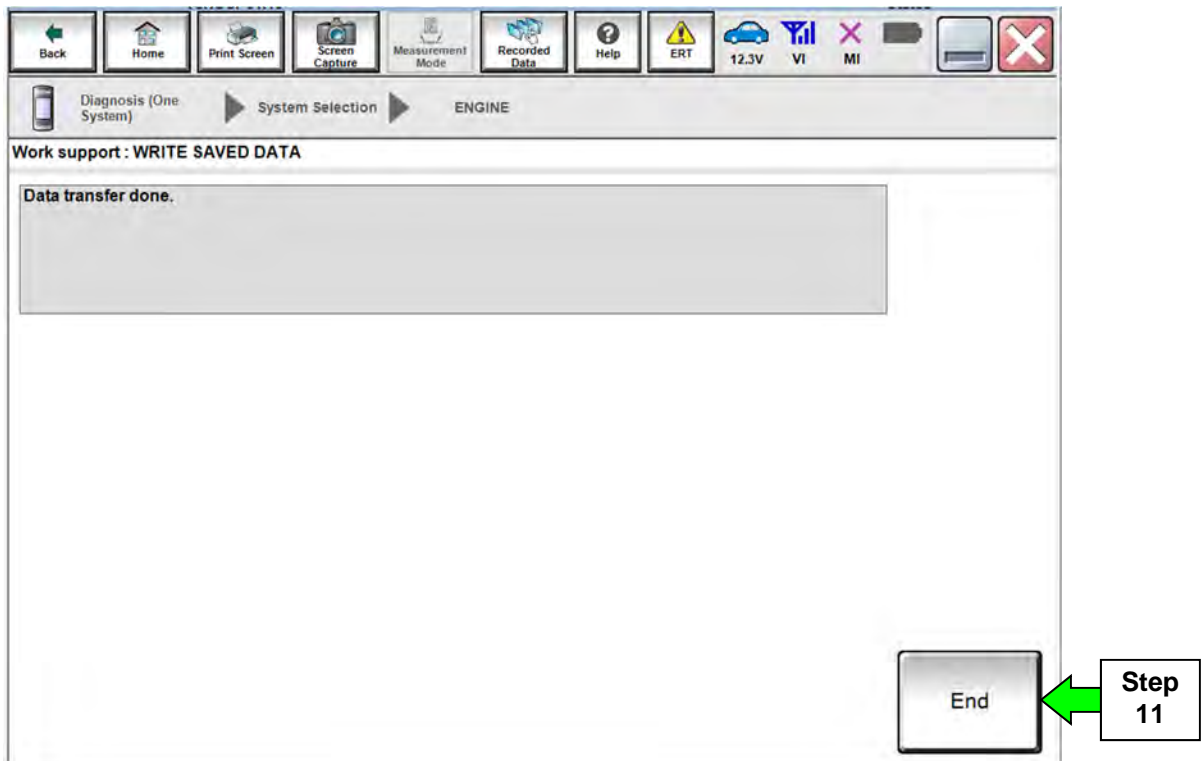 Back
Home
Print Screen
Screen
Capture
Measurement
Mode
Recorded
Data
Help
ERT
12.3V
VI
MI
Diagnosis (One
System)
System Selection
ENGINE
Work support : WRITE SAVED DATA
Data transfer done.
End
Step
11